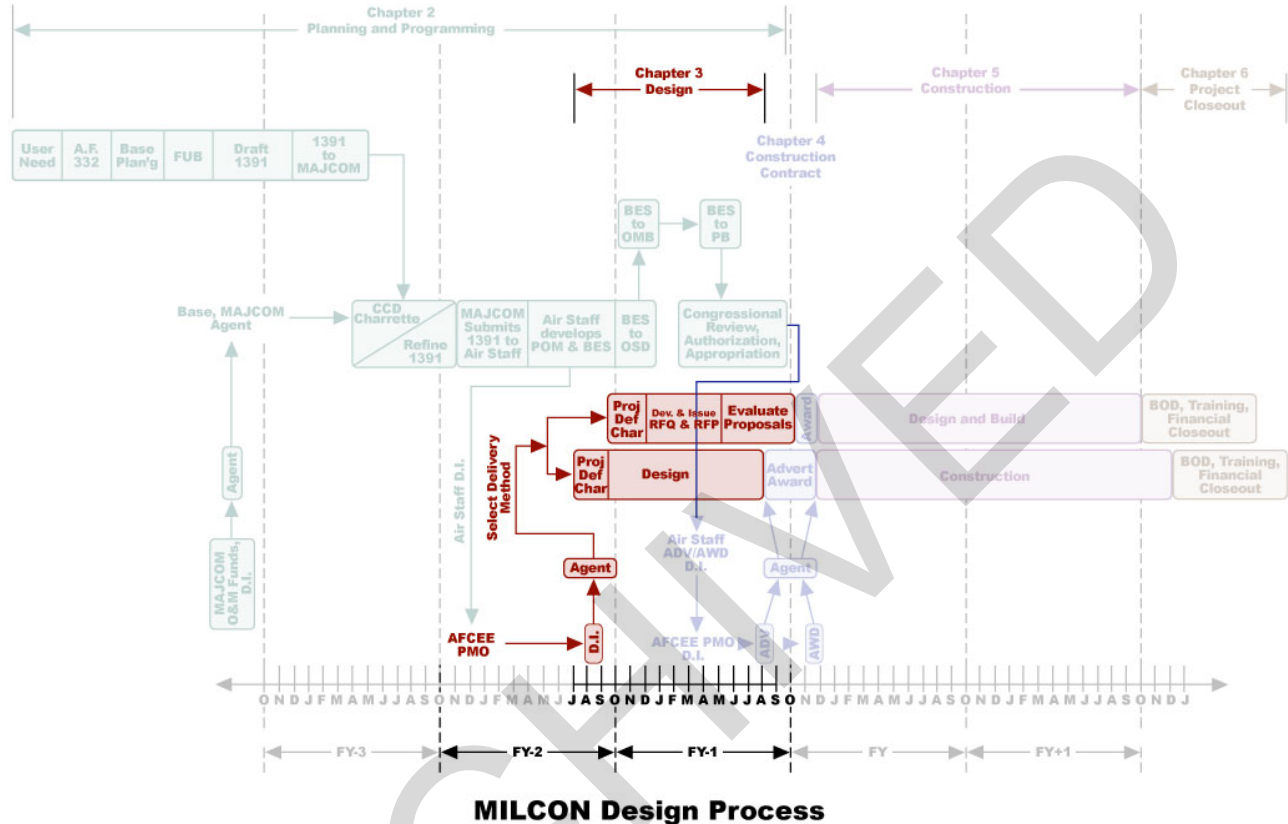 Chapter 2
Planning and Programming
Chapter 3
Design
Chapter 5
Construction
Chapter 6
Project
Closeout
Chapter 4
Construction
Contract
User
Need
A.F.
332
Base
Plan'g
FUB
Draft
1391
1391
to
MAJCOM
BES
to
OMB
BES
to
PB
Base, MAJCOM
Agent
CCD
Charrette
Refine
1391
MAJCOM
Submits
1391 to
Air Staff
Air Staff
develops
POM & BES
BES
to
OSD
Congressional
Review,
Authorization,
Appropriation
Proj
Def
Char
Dev. & Issue
RFQ & RFP
Evaluate
Proposals
Award
Design and Build
BOD, Training,
Financial
Closeout
Proj
Def
Char
Design
Advert
Award
Construction
BOD, Training,
Financial
Closeout
Agent
MAJCOM
O&M Funds,
D.I.
Air Staff D.I.
Select Delivery
Method
Air Staff
ADV/AWD
D.I.
Agent
Agent
AFCEE
PMO
D.I.
AFCEE PMO
D.I.
ADV
AWD
O N D J F M A M J J A S O N D J F M A M J J A S O N D J F M A M J J A S O N D J F M A M J J A S O N D J F M A M J J A S O N D J
FY-3
FY-2
FY-1
FY
FY+1
MILCON Design Process
CHIVED